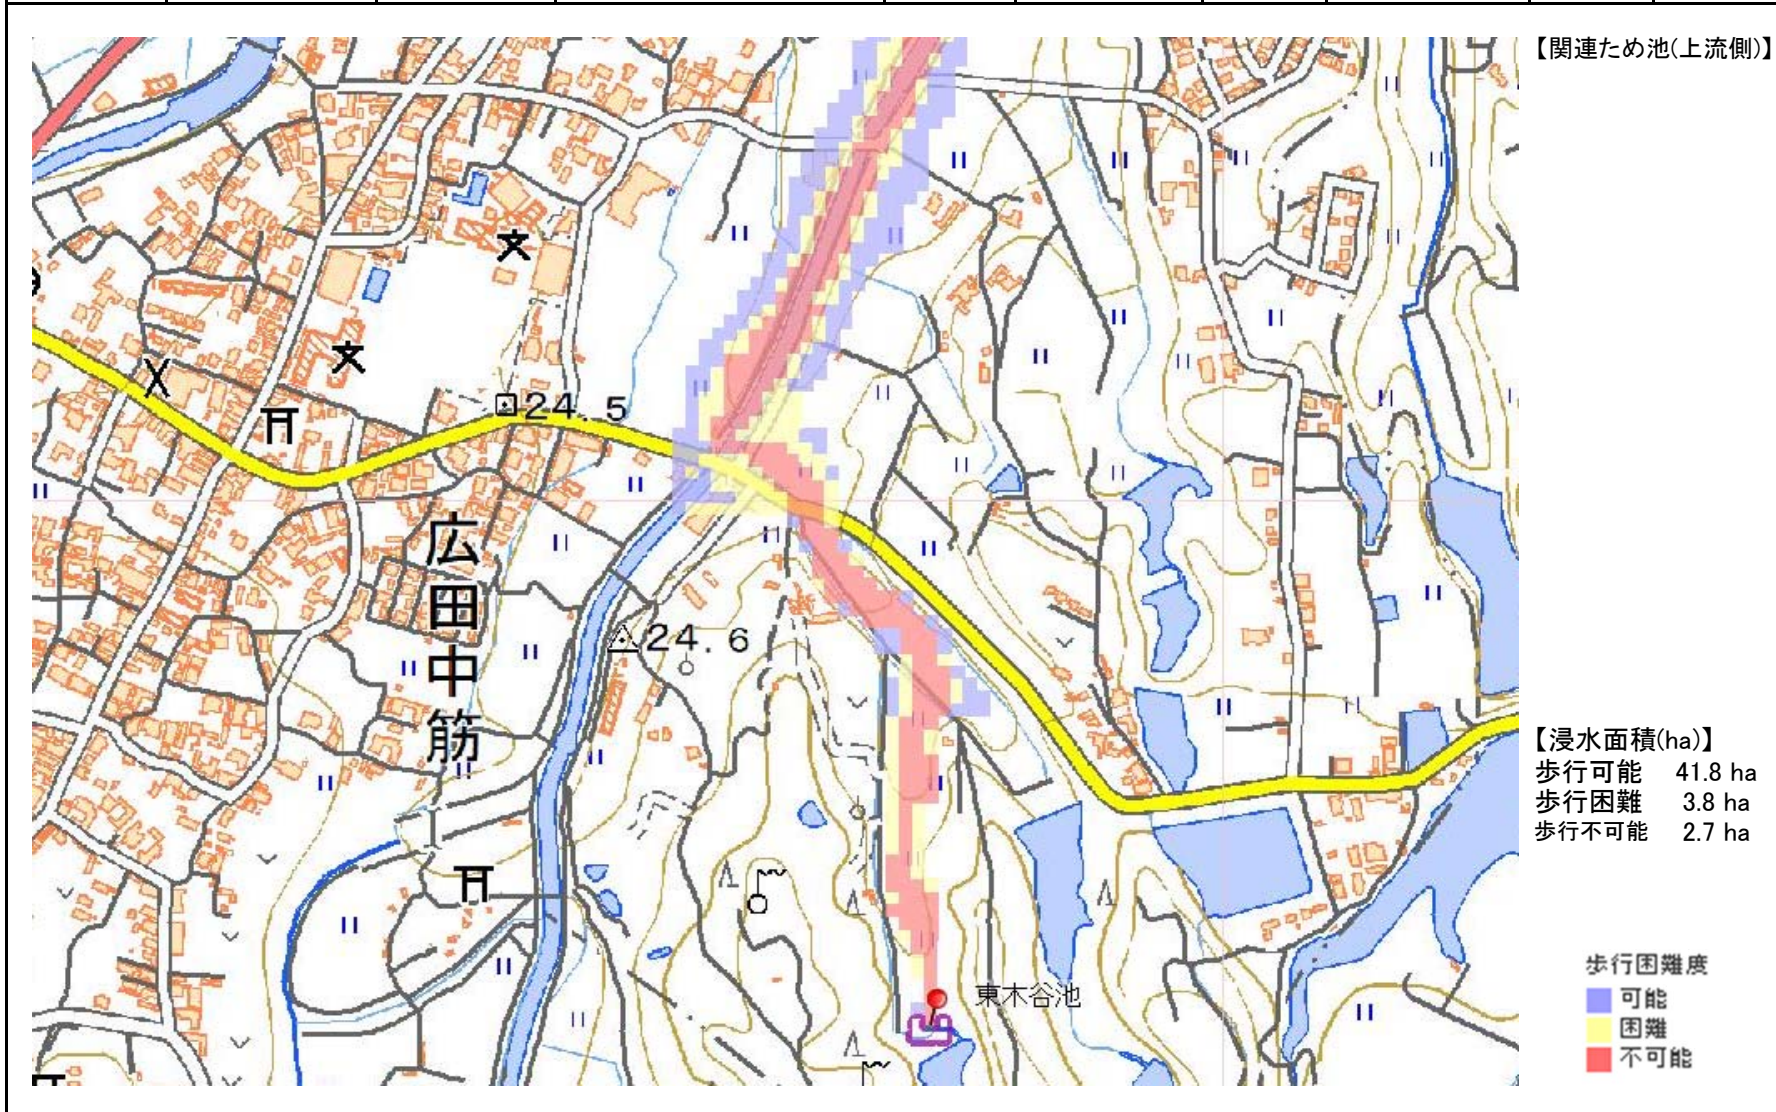 【関連ため池(上流側)】
24.5
広田中筋
24.6
東木谷池
【浸水面積(ha)】
歩行可能 41.8 ha
歩行困難 3.8 ha
歩行不可能 2.7 ha
歩行困難度
可能
困難
不可能